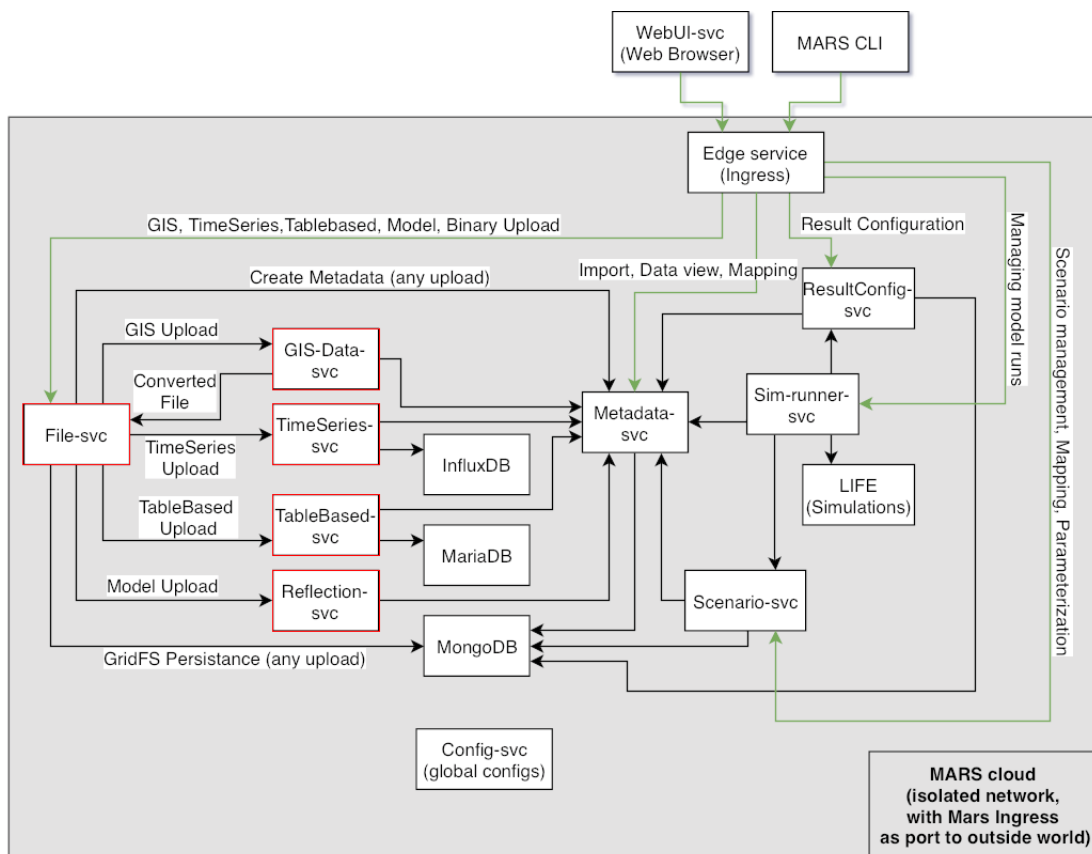 WebUI-svc
(Web Browser)
MARS CLI
Edge service
(Ingress)
GIS, TimeSeries,Tablebased, Model, Binary Upload
Result Configuration
Managing model runs
Scenario management, Mapping, Parameterization
Import, Data view, Mapping
Create Metadata (any upload)
ResultConfig-
svc
GIS Upload
GIS-Data-
svc
Converted
File
Metadata-
svc
Sim-runner-
svc
File-svc
TimeSeries-
svc
TimeSeries
Upload
InfluxDB
LIFE
(Simulations)
TableBased
Upload
TableBased-
svc
MariaDB
Model Upload
Reflection-
svc
Scenario-svc
MongoDB
GridFS Persistance (any upload)
Config-svc
(global configs)
MARS cloud
(isolated network,
with Mars Ingress
as port to outside world)